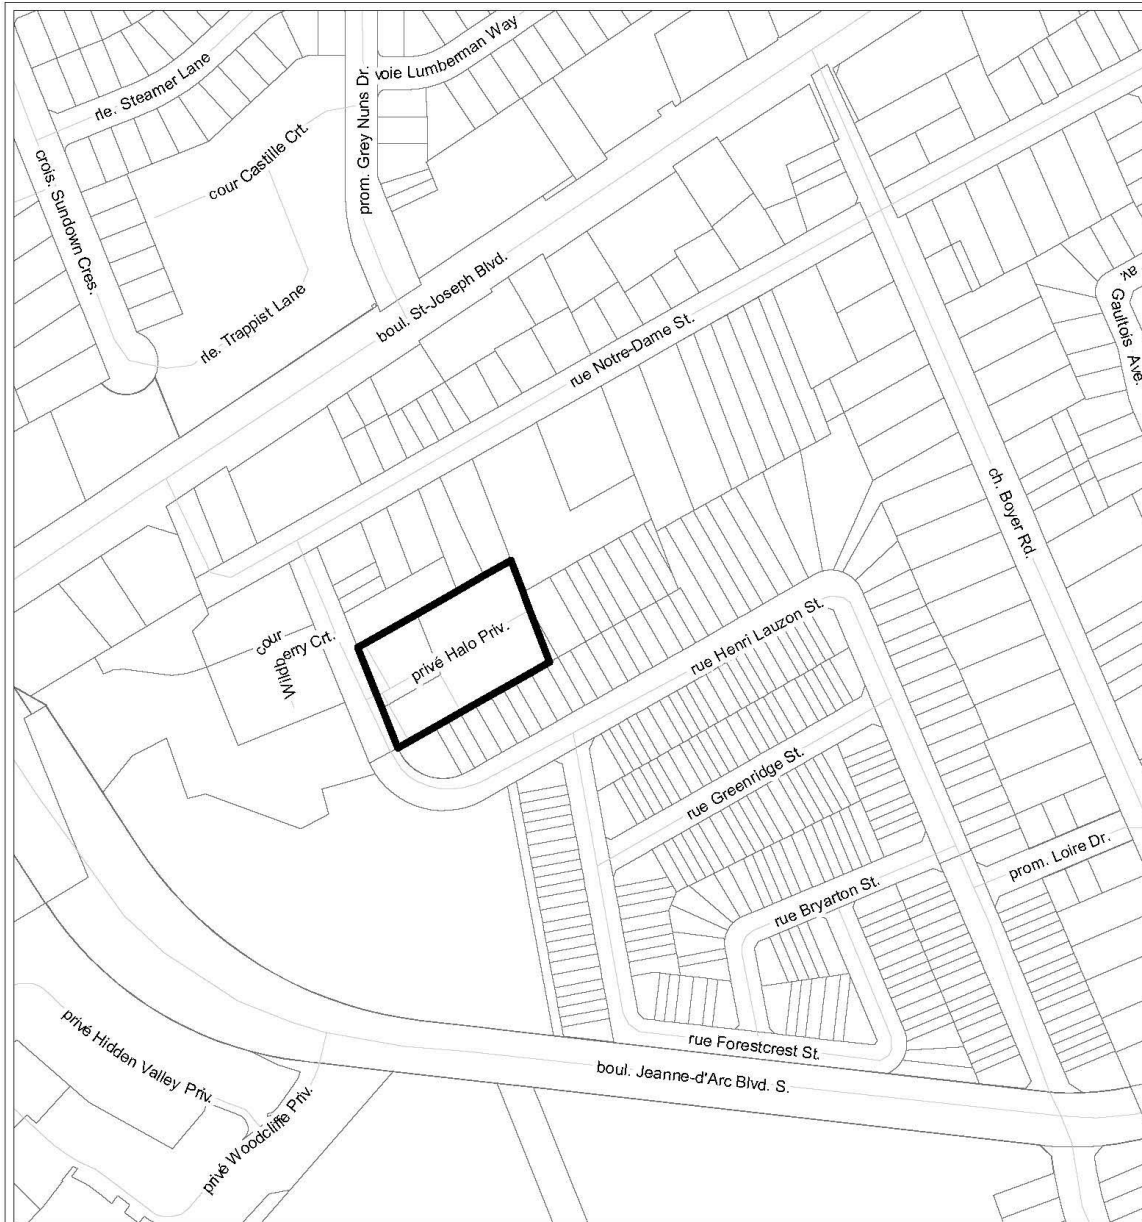 voie Lumberman Way
rle. Steamer Lane
prom. Grey Nuns Dr.
cour Castille Crt.
crois. Sundown Cres.
av.
Gaultois Ave.
boul. St-Joseph Blvd.
rle. Trappist Lane
rue Notre-Dame St.
ch. Boyer Rd.
rue Henri Lauzon St.
cour
Wildberry Crt.
privé Halo Priv.
rue Greenridge St.
prom. Loire Dr.
rue Bryarton St.
privé Hidden Valley Priv.
rue Forestcrest St.
boul. Jeanne-d'Arc Blvd. S.
privé Woodcliffe Priv.